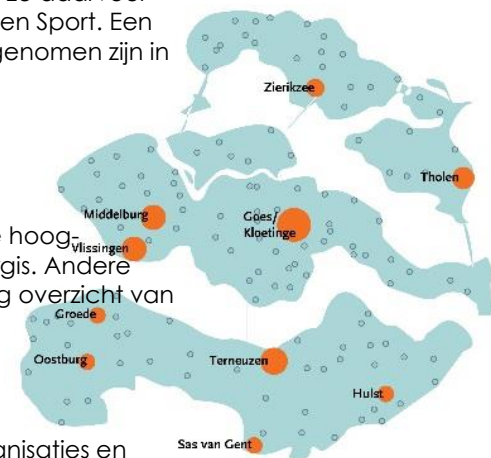 en Sport. Een
genomen zijn in
Zierikzee
Tholen
Middelburg
Goes/
Kloetinge
e hoog-
Vlissingen
rgis. Andere
g overzicht van
Groede
Oostburg
Terneuzen
Hulst
Sas van Gent
anisaties en